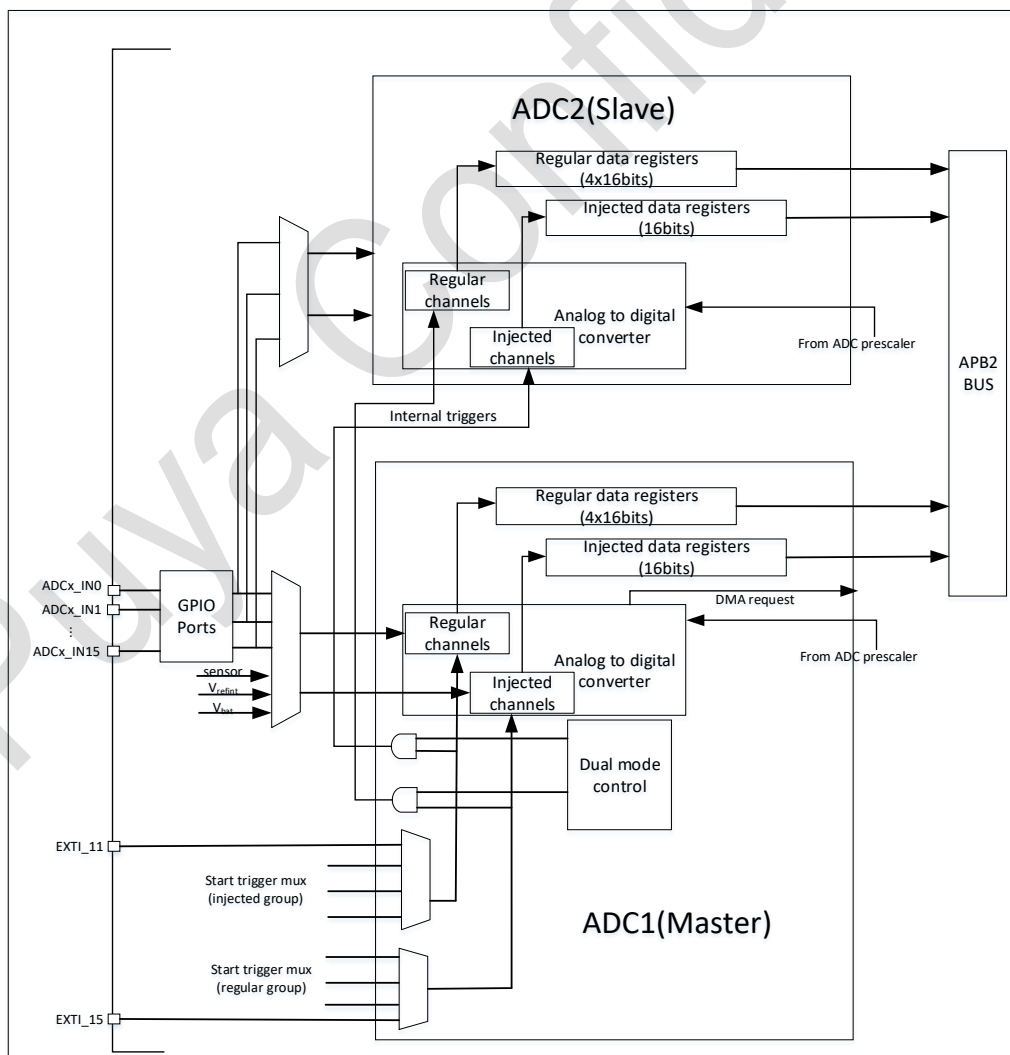 Puya Confid
ADC2(Slave)
Regular data registers
(4x16bits)
Injected data registers
(16bits)
Regular
channels
Analog to digital
converter
Injected
channels
From ADC prescaler
APB2
BUS
Internal triggers
Regular data registers
(4x16bits)
Injected data registers
(16bits)
DMA request
ADCx_IN0
ADCx_IN1
⋮
ADCx_IN15
GPIO
Ports
sensor
Vrefint
Vbat
Regular
channels
Analog to digital
converter
Injected
channels
From ADC prescaler
Dual mode
control
EXTI_11
Start trigger mux
(injected group)
ADC1(Master)
Start trigger mux
(regular group)
EXTI_15